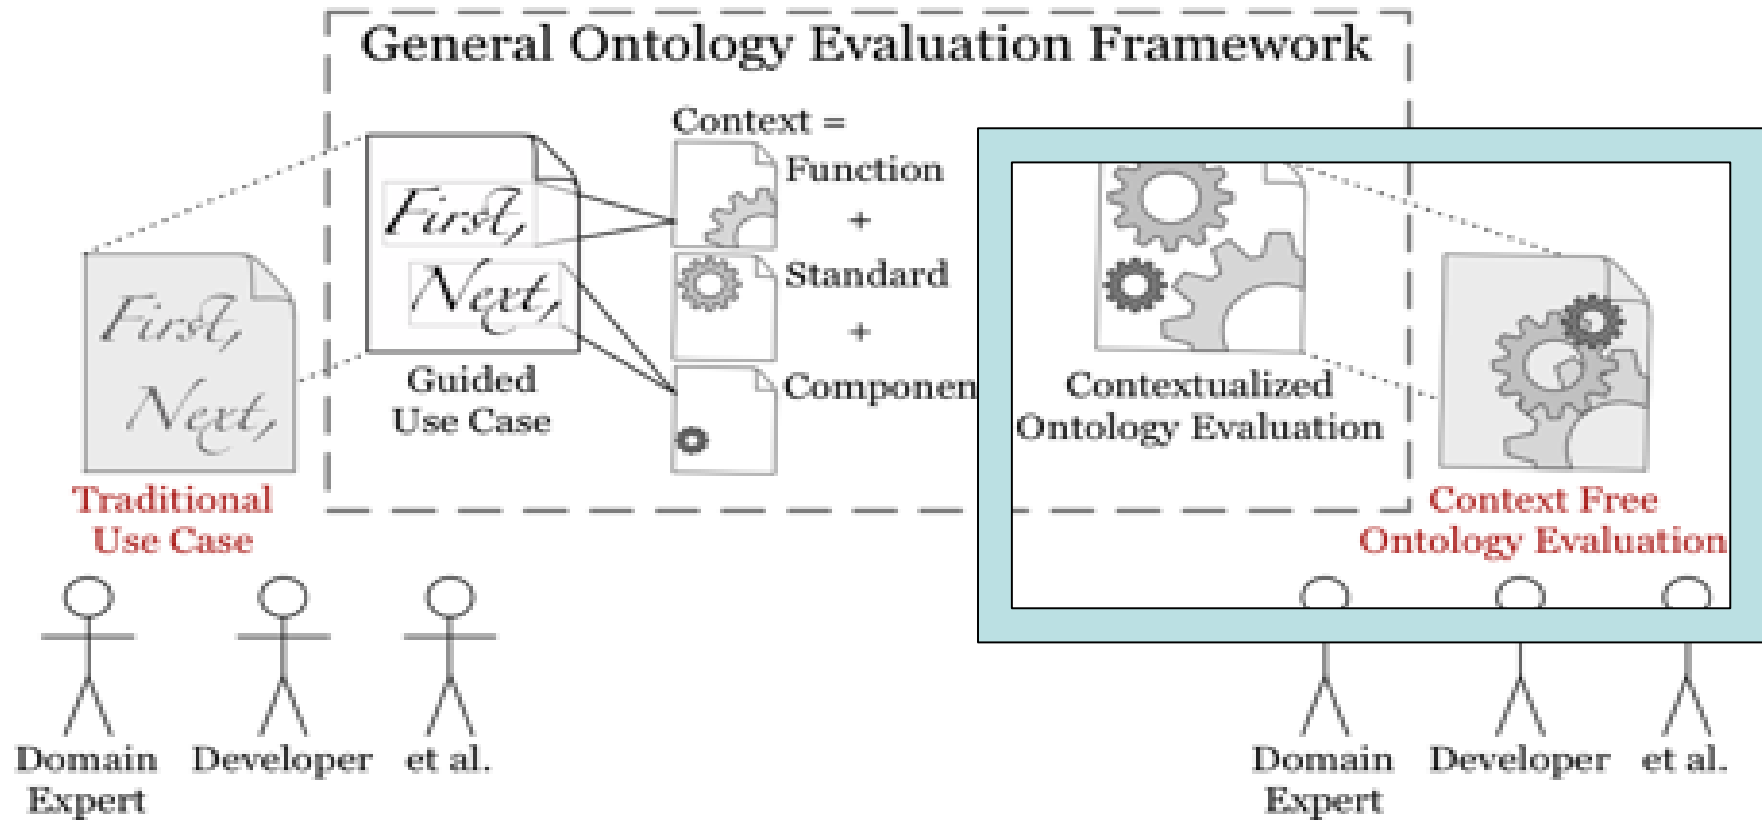 General Ontology Evaluation Framework
Context =
Function
+
Standard
+
Componen
First,
Next,
Guided
Use Case
First,
Next,
Traditional
Use Case
Contextualized
Ontology Evaluation
Context Free
Ontology Evaluation
Domain
Expert
Developer
et al.
Domain
Expert
Developer
et al.